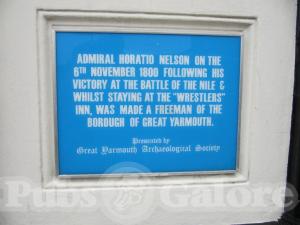 ADMIRAL HORATIO NELSON ON THE
6TH NOVEMBER 1800 FOLLOWING HIS
VICTORY AT THE BATTLE OF THE NILE &
WHILST STAYING AT THE "WRESTLERS"
INN, WAS MADE A FREEMAN OF THE
BOROUGH OF GREAT YARMOUTH.
Presented by
Great Yarmouth Archaeological Society
Pubs Galore